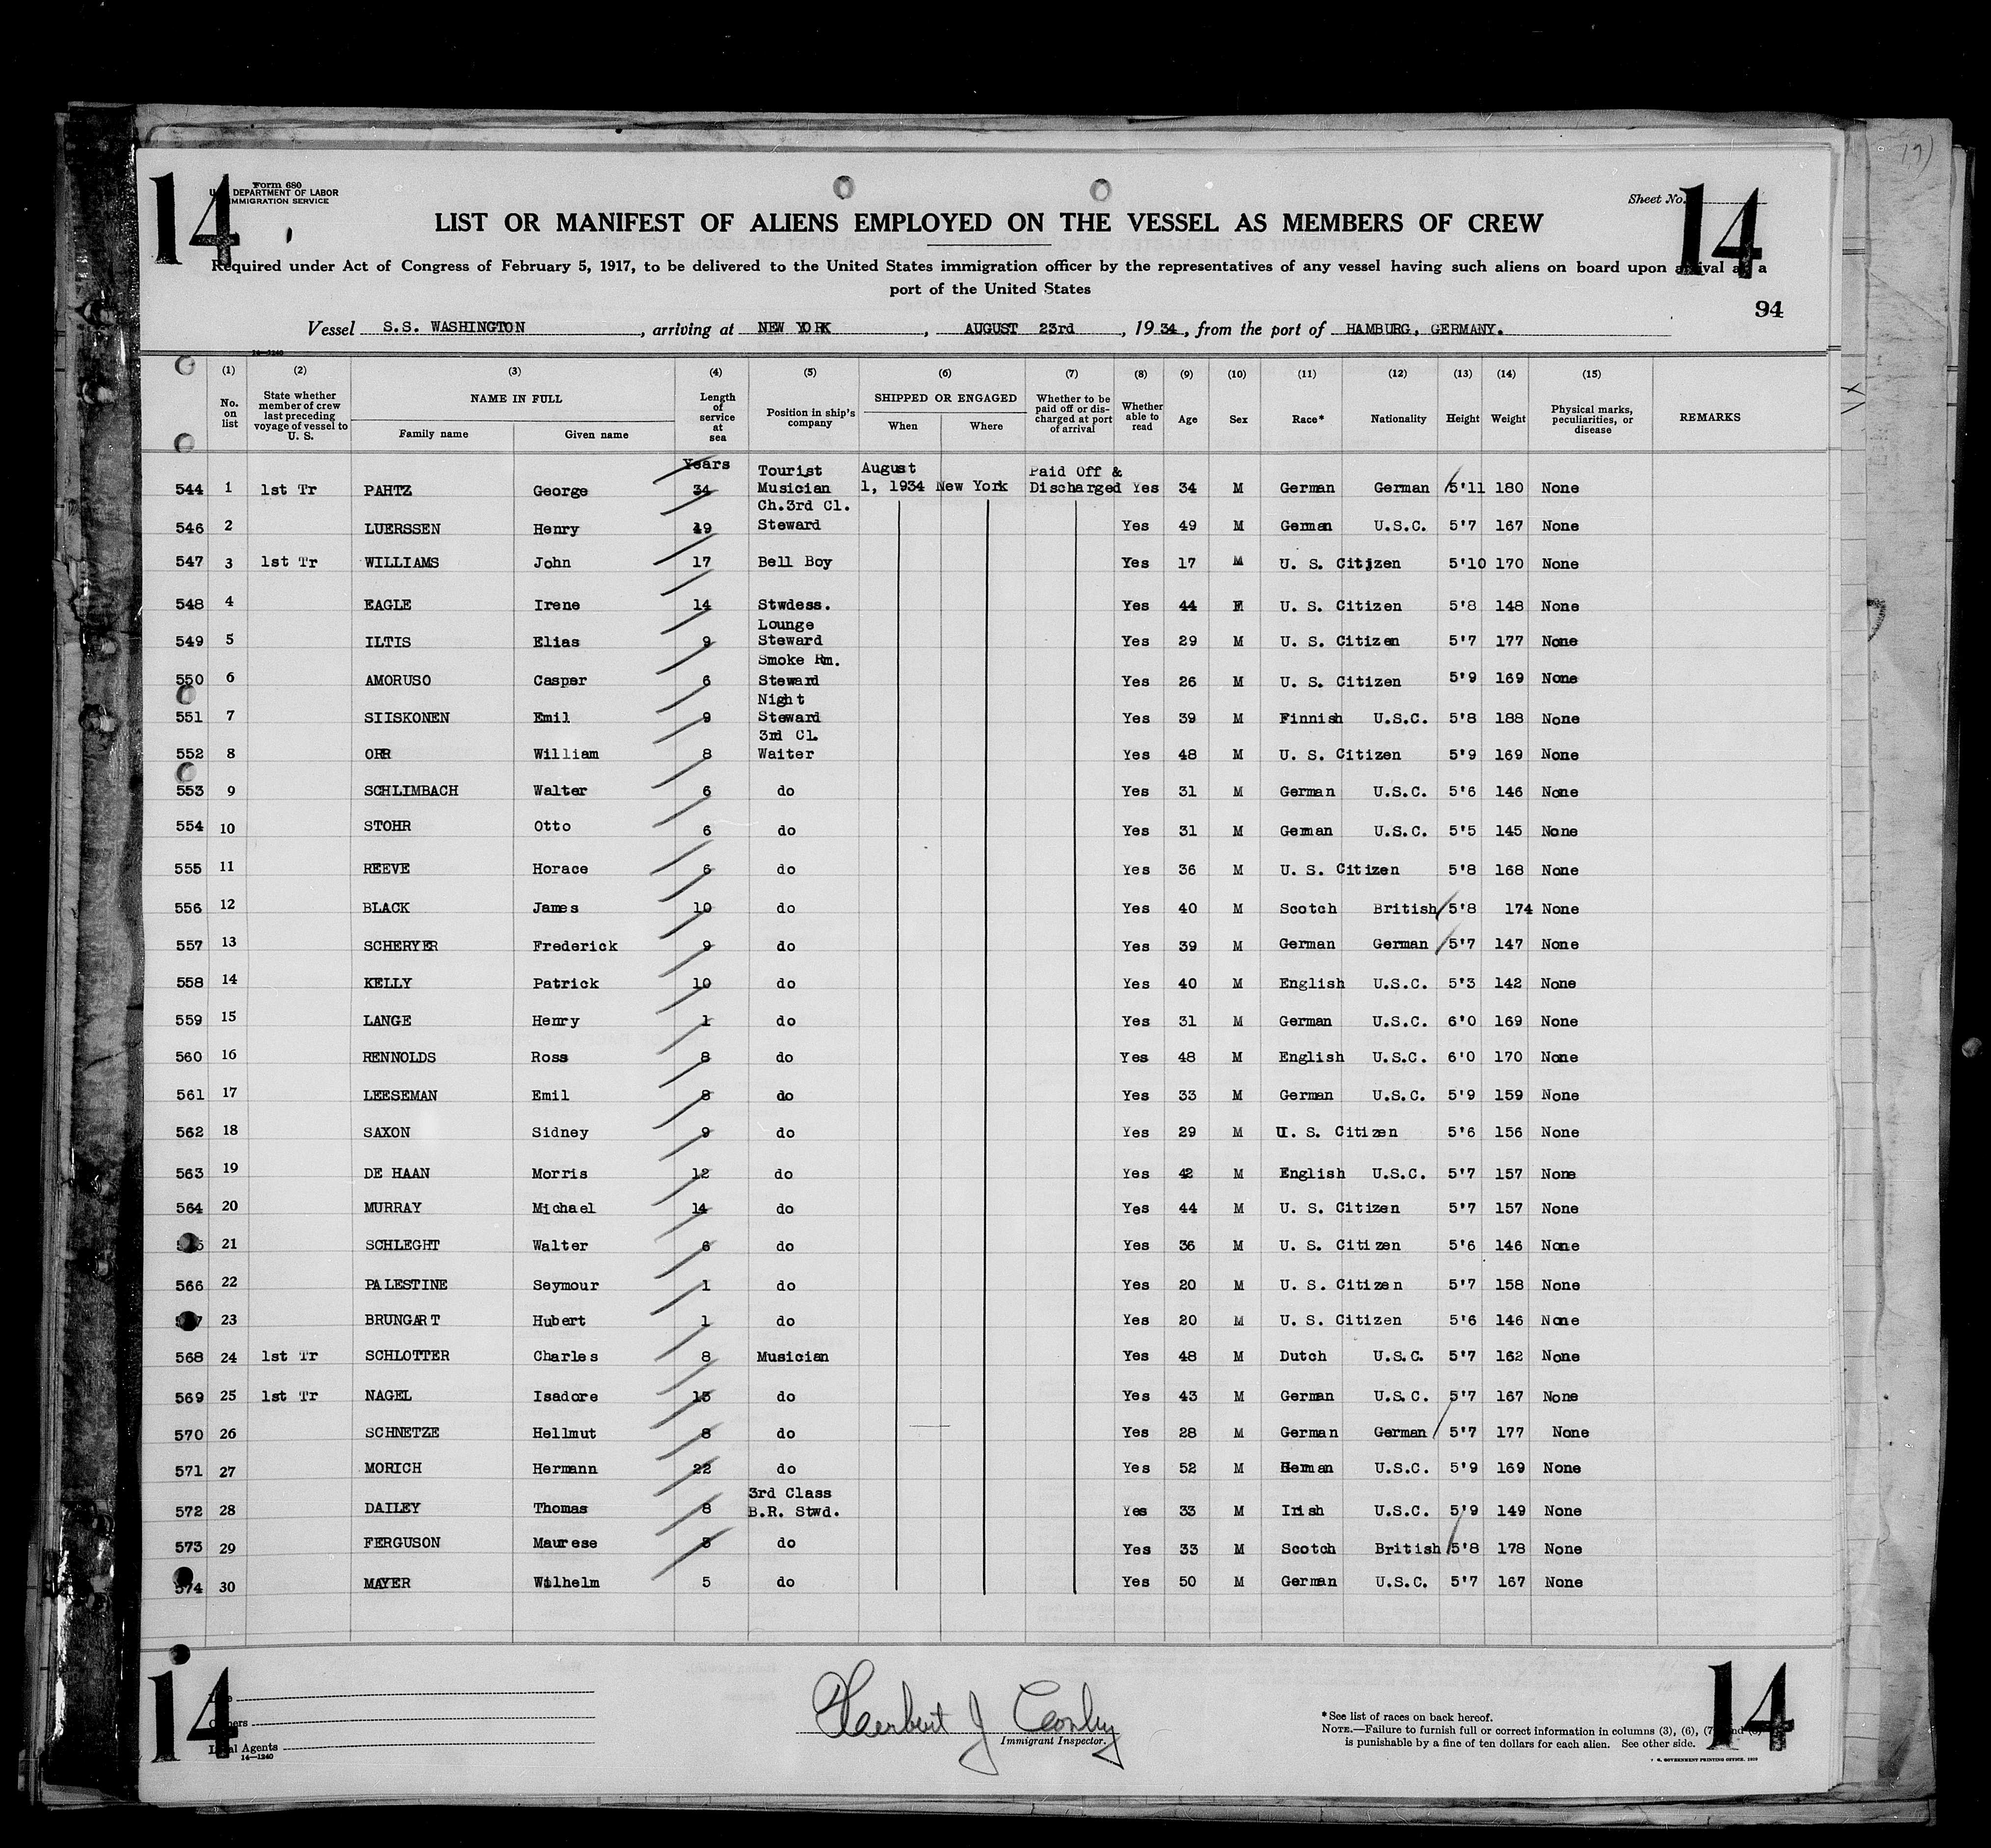 14
Form 680
U.S. DEPARTMENT OF LABOR
IMMIGRATION SERVICE
Sheet No. 14
LIST OR MANIFEST OF ALIENS EMPLOYED ON THE VESSEL AS MEMBERS OF CREW
Required under Act of Congress of February 5, 1917, to be delivered to the United States immigration officer by the representatives of any vessel having such aliens on board upon arrival at a
port of the United States
94
Vessel S.S. WASHINGTON, arriving at NEW YORK, AUGUST 23rd, 1934, from the port of HAMBURG, GERMANY.
14—1240
(1) (2) (3) (4) (5) (6) (7) (8) (9) (10) (11) (12) (13) (14) (15)
No. on list State whether member of crew last preceding voyage of vessel to U. S. NAME IN FULL Family name Given name Length of service at sea Position in ship's company SHIPPED OR ENGAGED When Where Whether to be paid off or discharged at port of arrival Whether able to read Age Sex Race* Nationality Height Weight Physical marks, peculiarities, or disease REMARKS
Years Tourist August Paid Off &
544 1 1st Tr PAHTZ George 34 Musician 1, 1934 New York Discharged Yes 34 M German German 5'11 180 None
Ch.3rd Cl.
546 2 LUERSSEN Henry 19 Steward Yes 49 M German U.S.C. 5'7 167 None
547 3 1st Tr WILLIAMS John 17 Bell Boy Yes 17 M U. S. Citizen 5'10 170 None
548 4 EAGLE Irene 14 Stwdess. Yes 44 F U. S. Citizen 5'8 148 None
Lounge
549 5 ILTIS Elias 9 Steward Yes 29 M U. S. Citizen 5'7 177 None
Smoke Rm.
550 6 AMORUSO Casper 6 Steward Yes 26 M U. S. Citizen 5'9 169 None
Night
551 7 SIISKONEN Emil 9 Steward Yes 39 M Finnish U.S.C. 5'8 188 None
3rd Cl.
552 8 ORR William 8 Waiter Yes 48 M U. S. Citizen 5'9 169 None
553 9 SCHLIMBACH Walter 6 do Yes 31 M German U.S.C. 5'6 146 None
554 10 STOHR Otto 6 do Yes 31 M German U.S.C. 5'5 145 None
555 11 REEVE Horace 6 do Yes 36 M U. S. Citizen 5'8 168 None
556 12 BLACK James 10 do Yes 40 M Scotch British 5'8 174 None
557 13 SCHERYER Frederick 9 do Yes 39 M German German 5'7 147 None
558 14 KELLY Patrick 10 do Yes 40 M English U.S.C. 5'3 142 None
559 15 LANGE Henry 1 do Yes 31 M German U.S.C. 6'0 169 None
560 16 RENNOLDS Ross 8 do Yes 48 M English U.S.C. 6'0 170 None
561 17 LEESEMAN Emil 8 do Yes 33 M German U.S.C. 5'9 159 None
562 18 SAXON Sidney 9 do Yes 29 M U. S. Citizen 5'6 156 None
563 19 DE HAAN Morris 12 do Yes 42 M English U.S.C. 5'7 157 None
564 20 MURRAY Michael 14 do Yes 44 M U. S. Citizen 5'7 157 None
21 SCHLEGHT Walter 6 do Yes 36 M U. S. Citizen 5'6 146 None
566 22 PALESTINE Seymour 1 do Yes 20 M U. S. Citizen 5'7 158 None
23 BRUNGART Hubert 1 do Yes 20 M U. S. Citizen 5'6 146 None
568 24 1st Tr SCHLOTTER Charles 8 Musician Yes 48 M Dutch U.S.C. 5'7 162 None
569 25 1st Tr NAGEL Isadore 13 do Yes 43 M German U.S.C. 5'7 167 None
570 26 SCHNETZE Hellmut 8 do Yes 28 M German German 5'7 177 None
571 27 MORICH Hermann 22 do Yes 52 M German U.S.C. 5'9 169 None
3rd Class
572 28 DAILEY Thomas 8 B.R. Stwd. Yes 33 M Irish U.S.C. 5'9 149 None
573 29 FERGUSON Maurese 5 do Yes 33 M Scotch British 5'8 178 None
574 30 MAYER Wilhelm 5 do Yes 50 M German U.S.C. 5'7 167 None
14
Owners
Local Agents
14—1240
Herbert J Conley
Immigrant Inspector.
*See list of races on back hereof.
NOTE.—Failure to furnish full or correct information in columns (3), (6), (7) and
is punishable by a fine of ten dollars for each alien. See other side.
U. S. GOVERNMENT PRINTING OFFICE
14